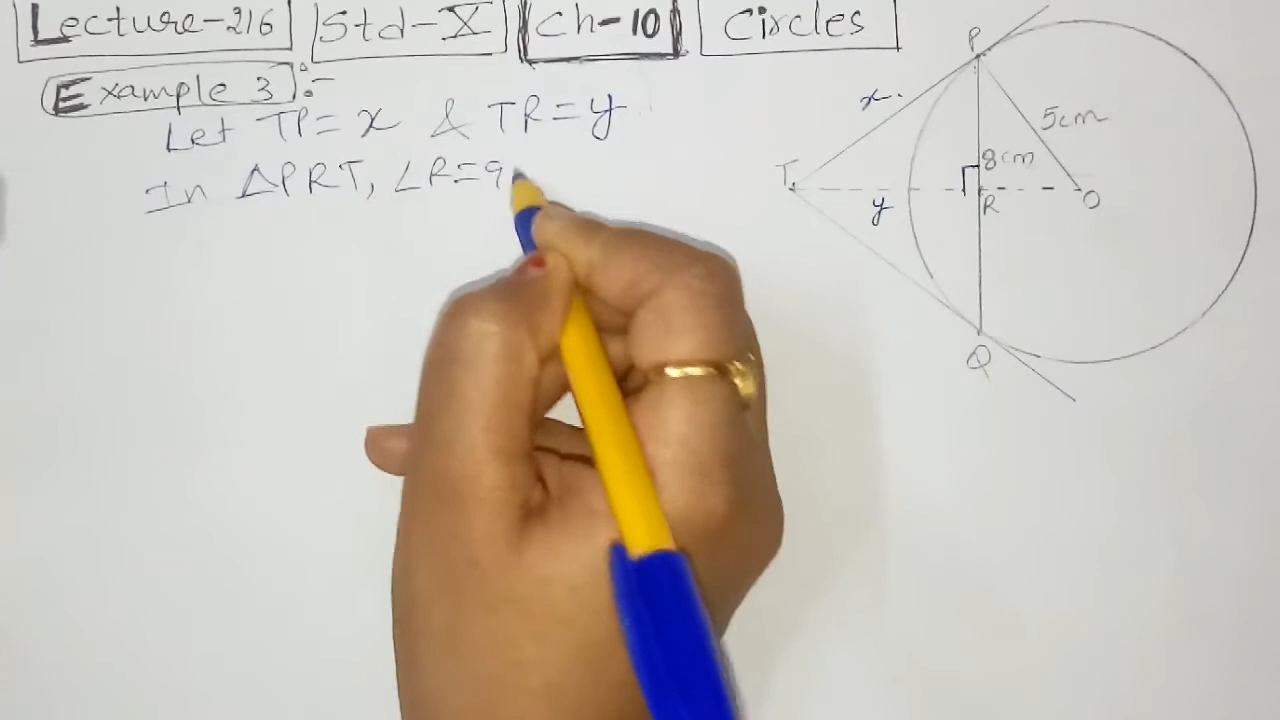 Lecture-216 Std-X Ch-10 Circles
Example 3:-
Let TP=x & TR=y
In △PRT, ∠R=9
P
x.
5cm
8cm
T
y
R
O
Q